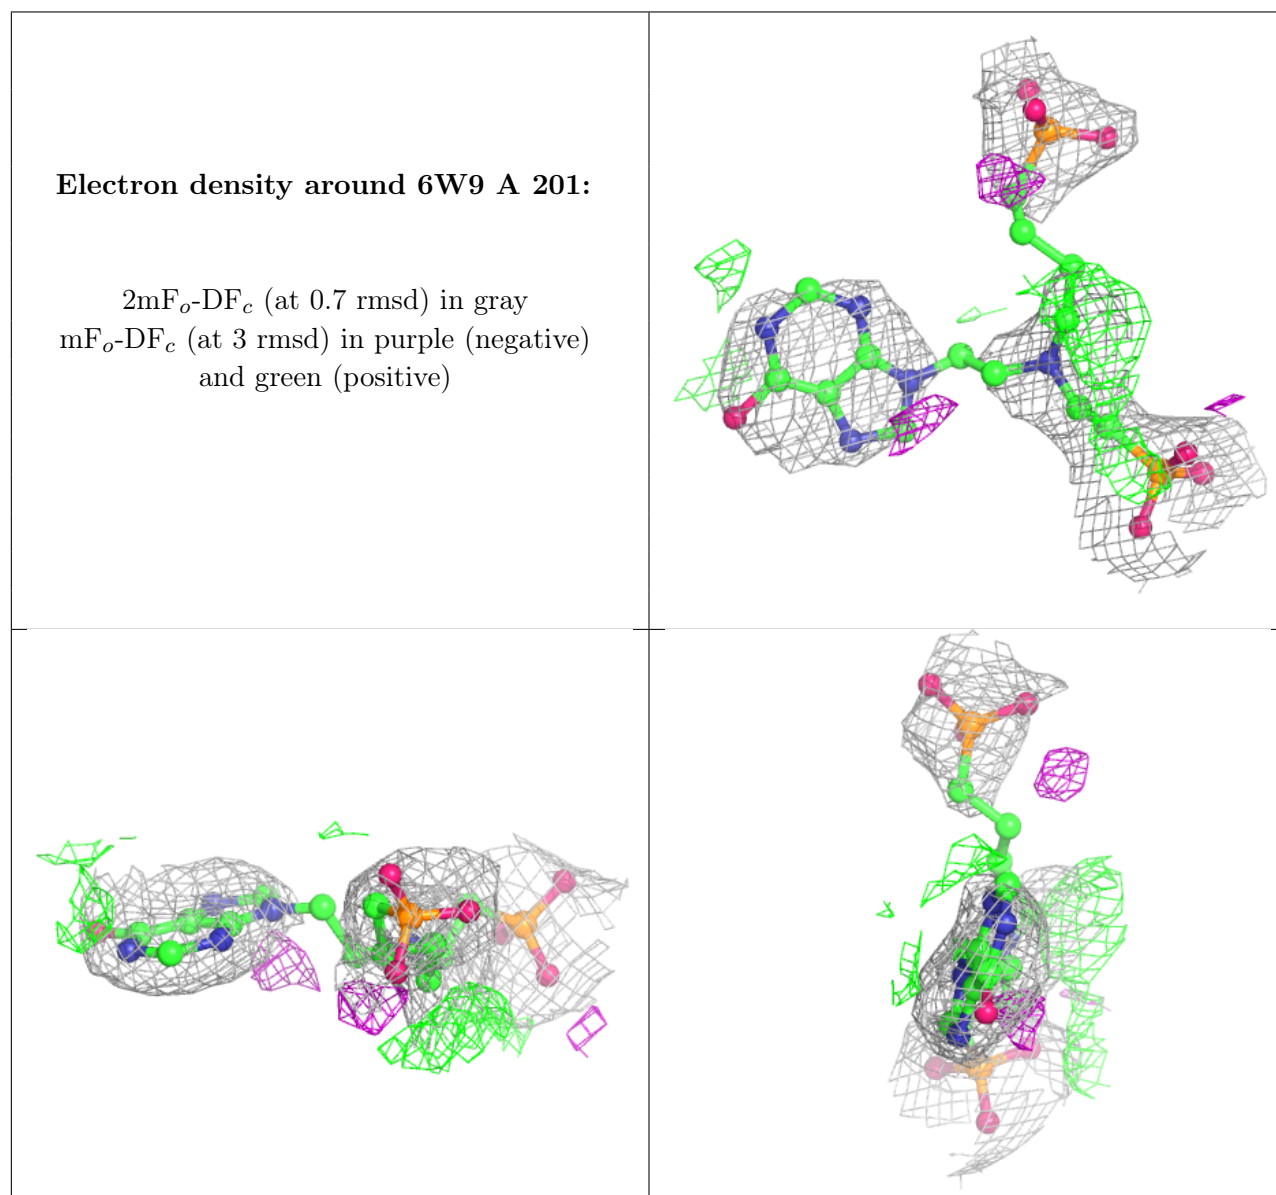 Electron density around 6W9 A 201:
2mFo-DFc (at 0.7 rmsd) in gray
mFo-DFc (at 3 rmsd) in purple (negative)
and green (positive)